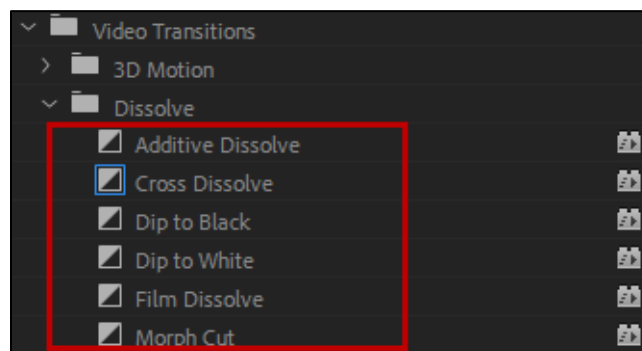 Video Transitions
3D Motion
Dissolve
Additive Dissolve
Cross Dissolve
Dip to Black
Dip to White
Film Dissolve
Morph Cut